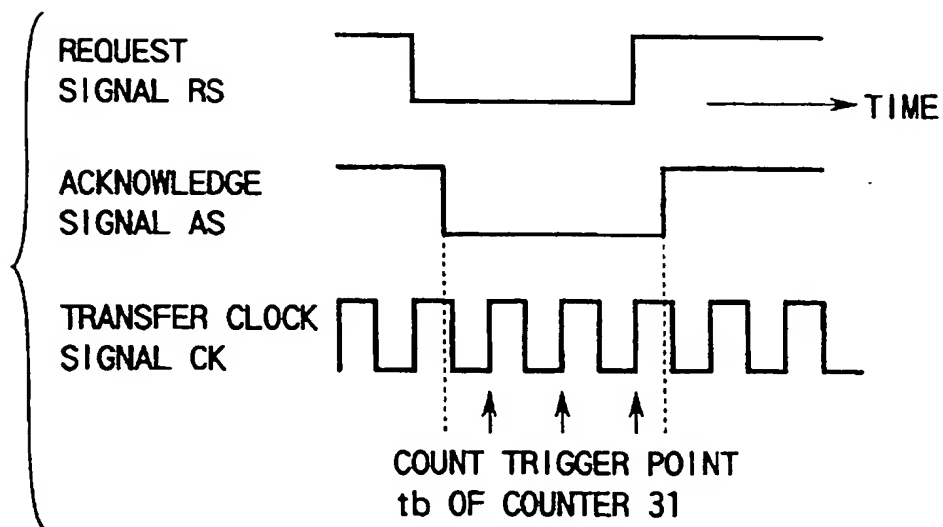 REQUEST
SIGNAL RS
TIME
ACKNOWLEDGE
SIGNAL AS
TRANSFER CLOCK
SIGNAL CK
COUNT TRIGGER POINT
tb OF COUNTER 31